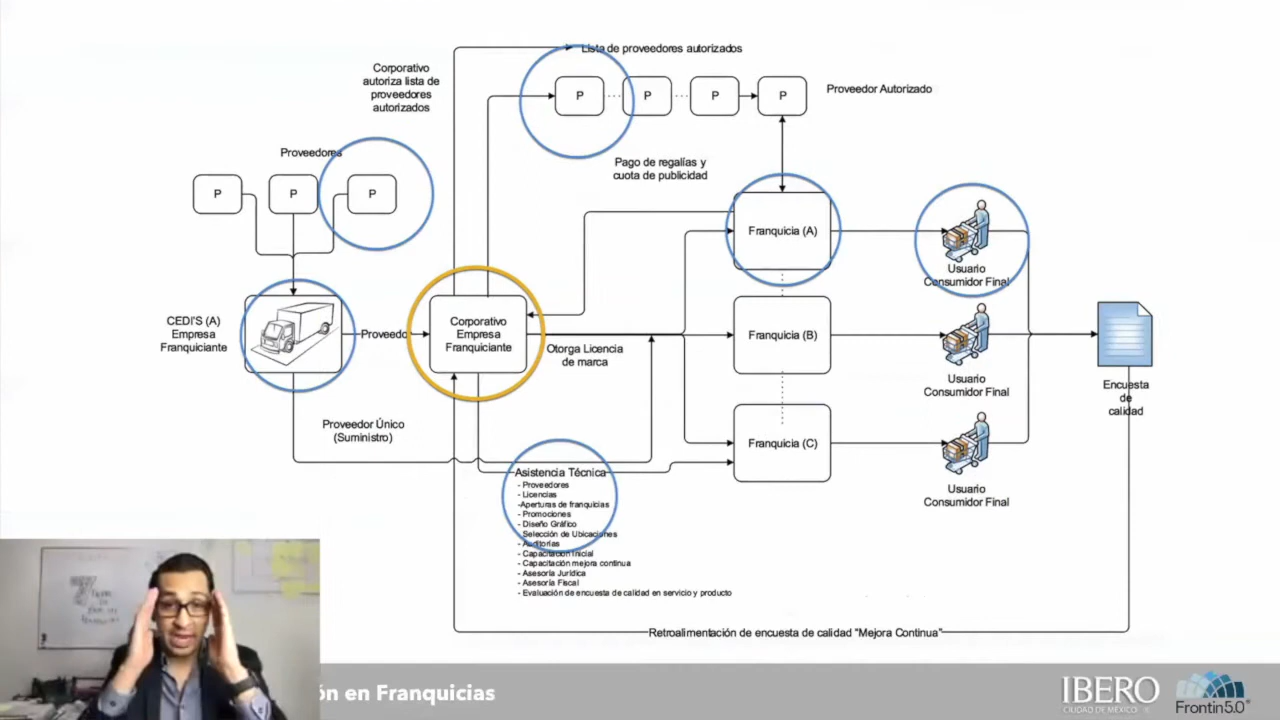 Lista de proveedores autorizados
Corporativo
autoriza lista de
proveedores
autorizados
P
P
P
P
Proveedor Autorizado
Proveedores
P
P
P
Pago de regalías y
cuota de publicidad
Franquicia (A)
Usuario
Consumidor Final
CEDI'S (A)
Empresa
Franquiciante
Proveedo
Corporativo
Empresa
Franquiciante
Otorga Licencia
de marca
Franquicia (B)
Usuario
Consumidor Final
Encuesta
de
calidad
Proveedor Único
(Suministro)
Franquicia (C)
Usuario
Consumidor Final
Asistencia Técnica
- Proveedores
- Licencias
-Aperturas de franquicias
- Promociones
- Diseño Gráfico
- Selección de Ubicaciones
- Auditorías
- Capacitación Inicial
- Capacitación mejora continua
- Asesoría Jurídica
- Asesoría Fiscal
- Evaluación de encuesta de calidad en servicio y producto
Retroalimentación de encuesta de calidad "Mejora Continua"
ón en Franquicias
IBERO
CIUDAD DE MÉXICO
Frontin5.0